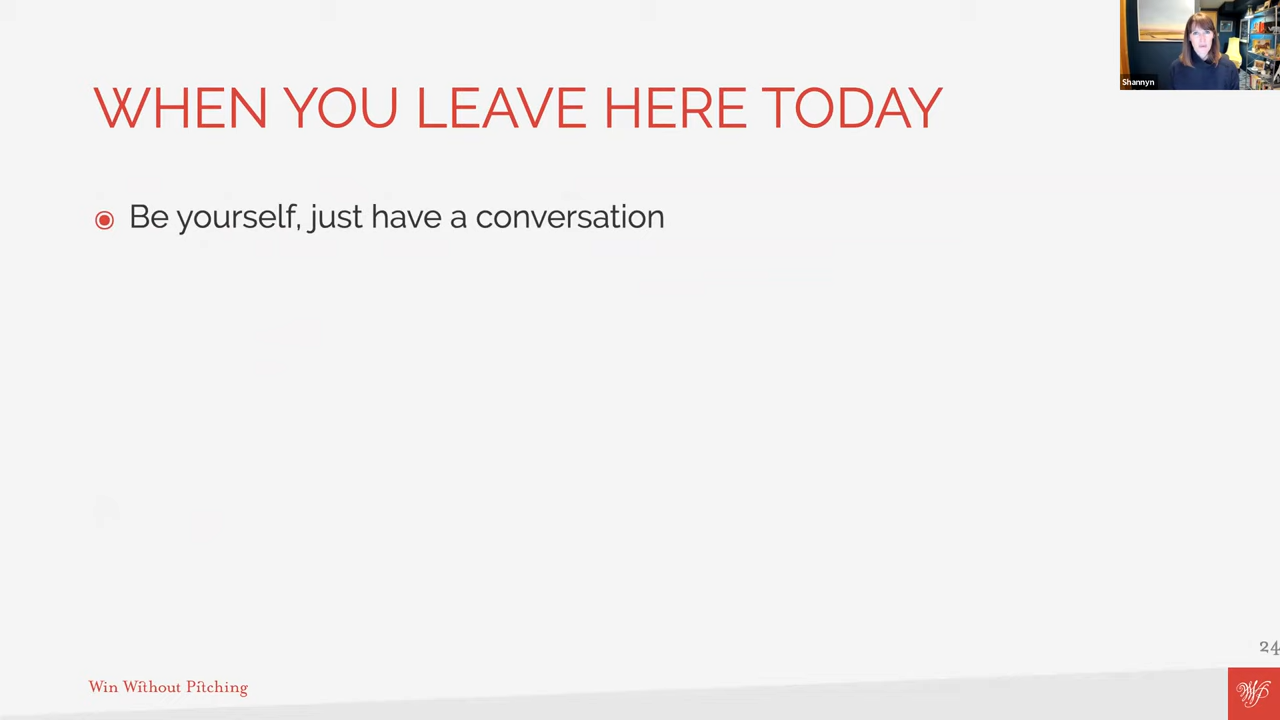 Shannyn
WHEN YOU LEAVE HERE TODAY
Be yourself, just have a conversation
24
Win Without Pitching